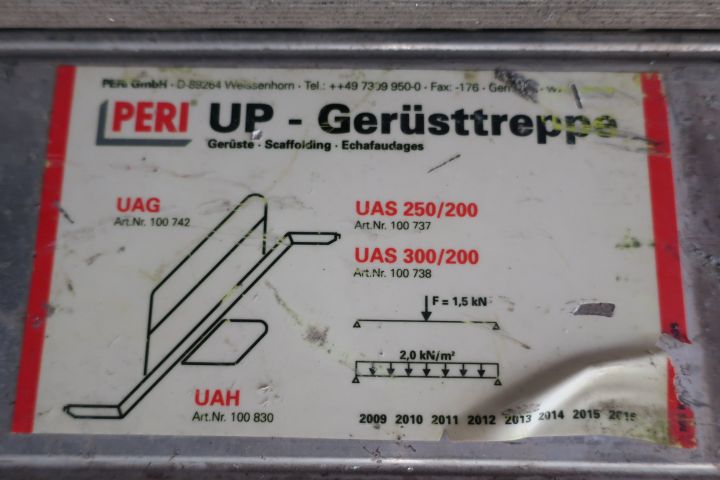 PERI GmbH · D-89264 Weissenhorn · Tel.: ++49 7309 950-0 · Fax: -176 ·
PERI® UP - Gerüsttreppe
Gerüste · Scaffolding · Echafaudages
UAG
Art.Nr. 100 742
UAS 250/200
Art.Nr. 100 737
UAS 300/200
Art.Nr. 100 738
F = 1,5 kN
2,0 kN/m²
UAH
Art.Nr. 100 830
2009 2010 2011 2012 2013 2014 2015 2016